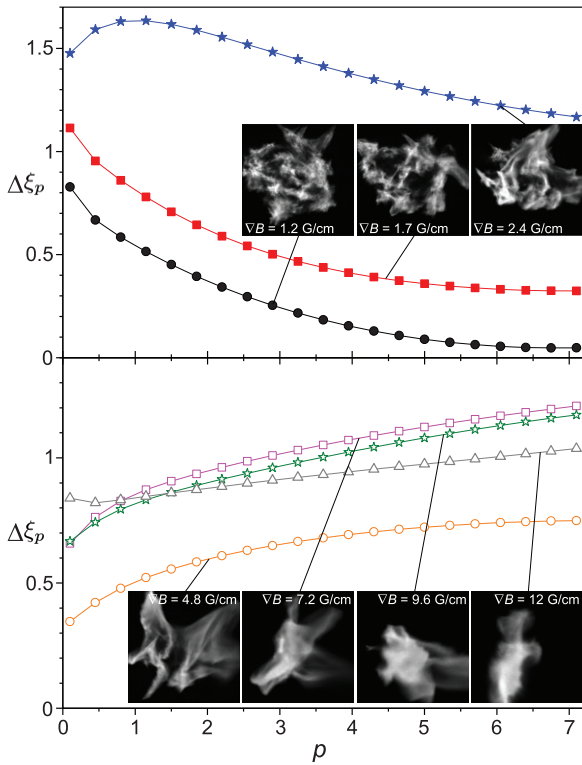 1.5
Δξp
1
∇B = 1.2 G/cm
∇B = 1.7 G/cm
∇B = 2.4 G/cm
0.5
0
1
Δξp
0.5
∇B = 4.8 G/cm
∇B = 7.2 G/cm
∇B = 9.6 G/cm
∇B = 12 G/cm
0
0 1 2 3 4 5 6 7
p